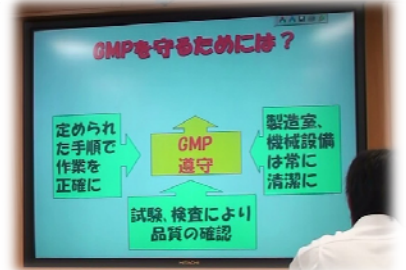 GMPを守るためには？
定められ
た手順で
作業を
正確に
GMP
遵守
製造室、
機械設備
は常に
清潔に
試験、検査により
品質の確認
HITACHI